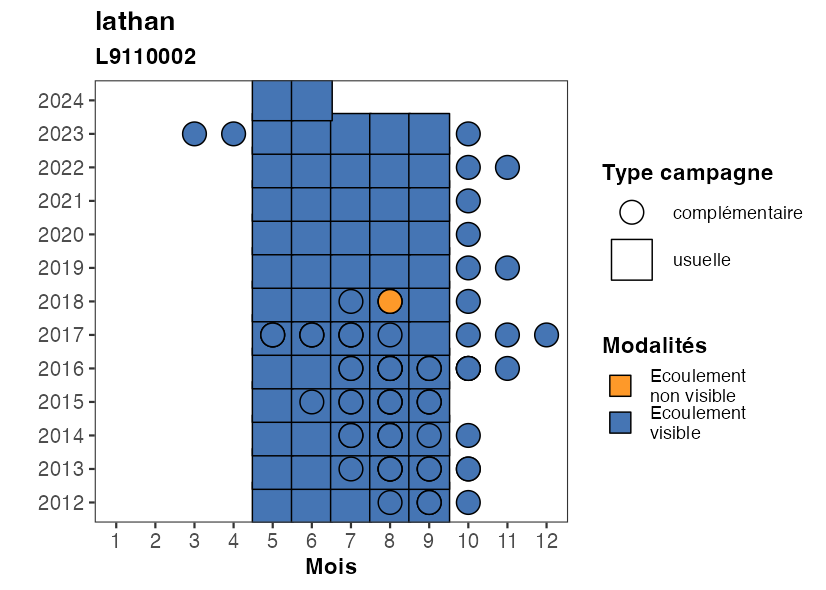 lathan
L9110002
2024
2023
2022
2021
2020
2019
2018
2017
2016
2015
2014
2013
2012
1 2 3 4 5 6 7 8 9 10 11 12
Mois
Type campagne
complémentaire
usuelle
Modalités
Ecoulement
non visible
Ecoulement
visible